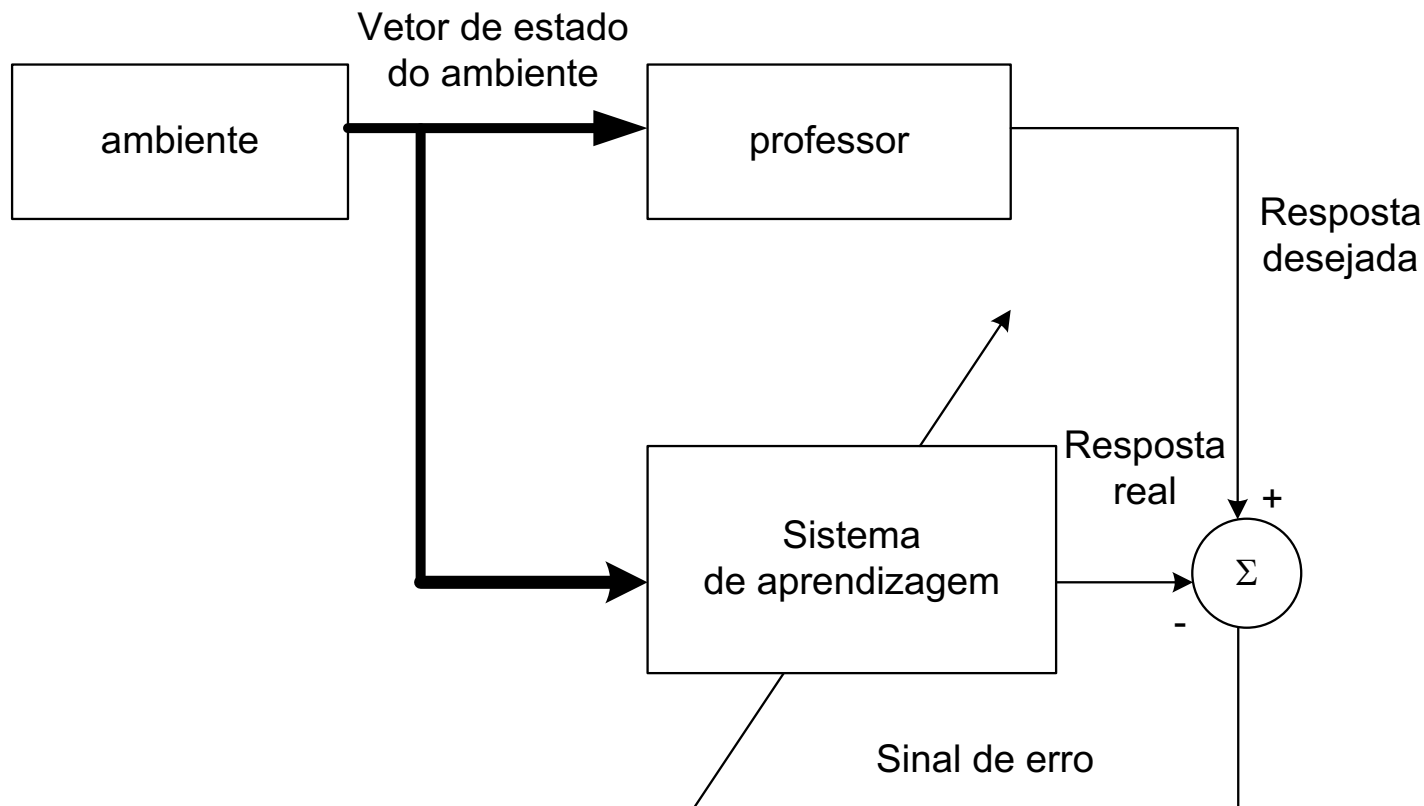 Vetor de estado
do ambiente
ambiente
professor
Resposta
desejada
Resposta
real
+
Sistema
de aprendizagem
Σ
-
Sinal de erro